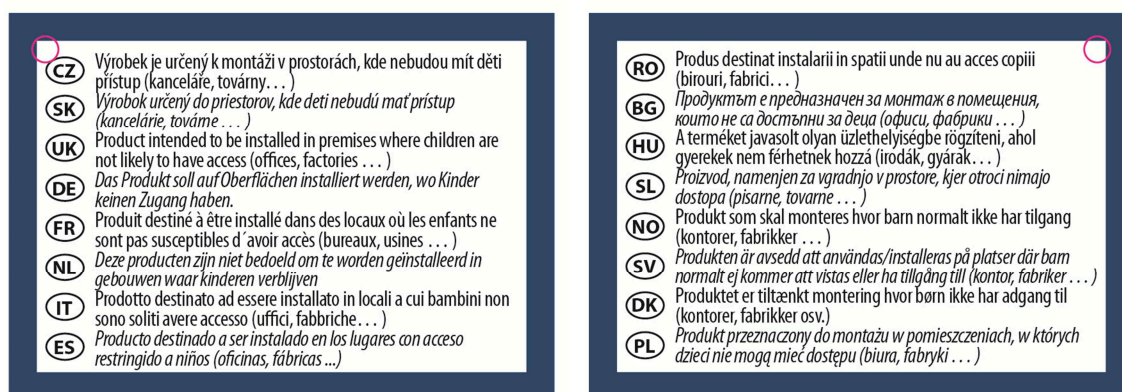 CZ Výrobek je určený k montáži v prostorách, kde nebudou mít děti
přístup (kanceláře, továrny. . . )
SK Výrobok určený do priestorov, kde deti nebudú mať prístup
(kancelárie, továrne . . . )
UK Product intended to be installed in premises where children are
not likely to have access (offices, factories . . . )
DE Das Produkt soll auf Oberflächen installiert werden, wo Kinder
keinen Zugang haben.
FR Produit destiné à être installé dans des locaux où les enfants ne
sont pas susceptibles d´avoir accès (bureaux, usines . . . )
NL Deze producten zijn niet bedoeld om te worden geïnstalleerd in
gebouwen waar kinderen verblijven
IT Prodotto destinato ad essere installato in locali a cui bambini non
sono soliti avere accesso (uffici, fabbriche. . . )
ES Producto destinado a ser instalado en los lugares con acceso
restringido a niños (oficinas, fábricas ...)
RO Produs destinat instalarii in spatii unde nu au acces copiii
(birouri, fabrici. . . )
BG Продуктът е предназначен за монтаж в помещения,
които не са достъпни за деца (офиси, фабрики . . . )
HU A terméket javasolt olyan üzlethelyiségbe rögzíteni, ahol
gyerekek nem férhetnek hozzá (irodák, gyárak. . . )
SL Proizvod, namenjen za vgradnjo v prostore, kjer otroci nimajo
dostopa (pisarne, tovarne . . . )
NO Produkt som skal monteres hvor barn normalt ikke har tilgang
(kontorer, fabrikker . . . )
SV Produkten är avsedd att användas/installeras på platser där barn
normalt ej kommer att vistas eller ha tillgång till (kontor, fabriker . . . )
DK Produktet er tiltænkt montering hvor børn ikke har adgang til
(kontorer, fabrikker osv.)
PL Produkt przeznaczony do montażu w pomieszczeniach, w których
dzieci nie mogą mieć dostępu (biura, fabryki . . . )